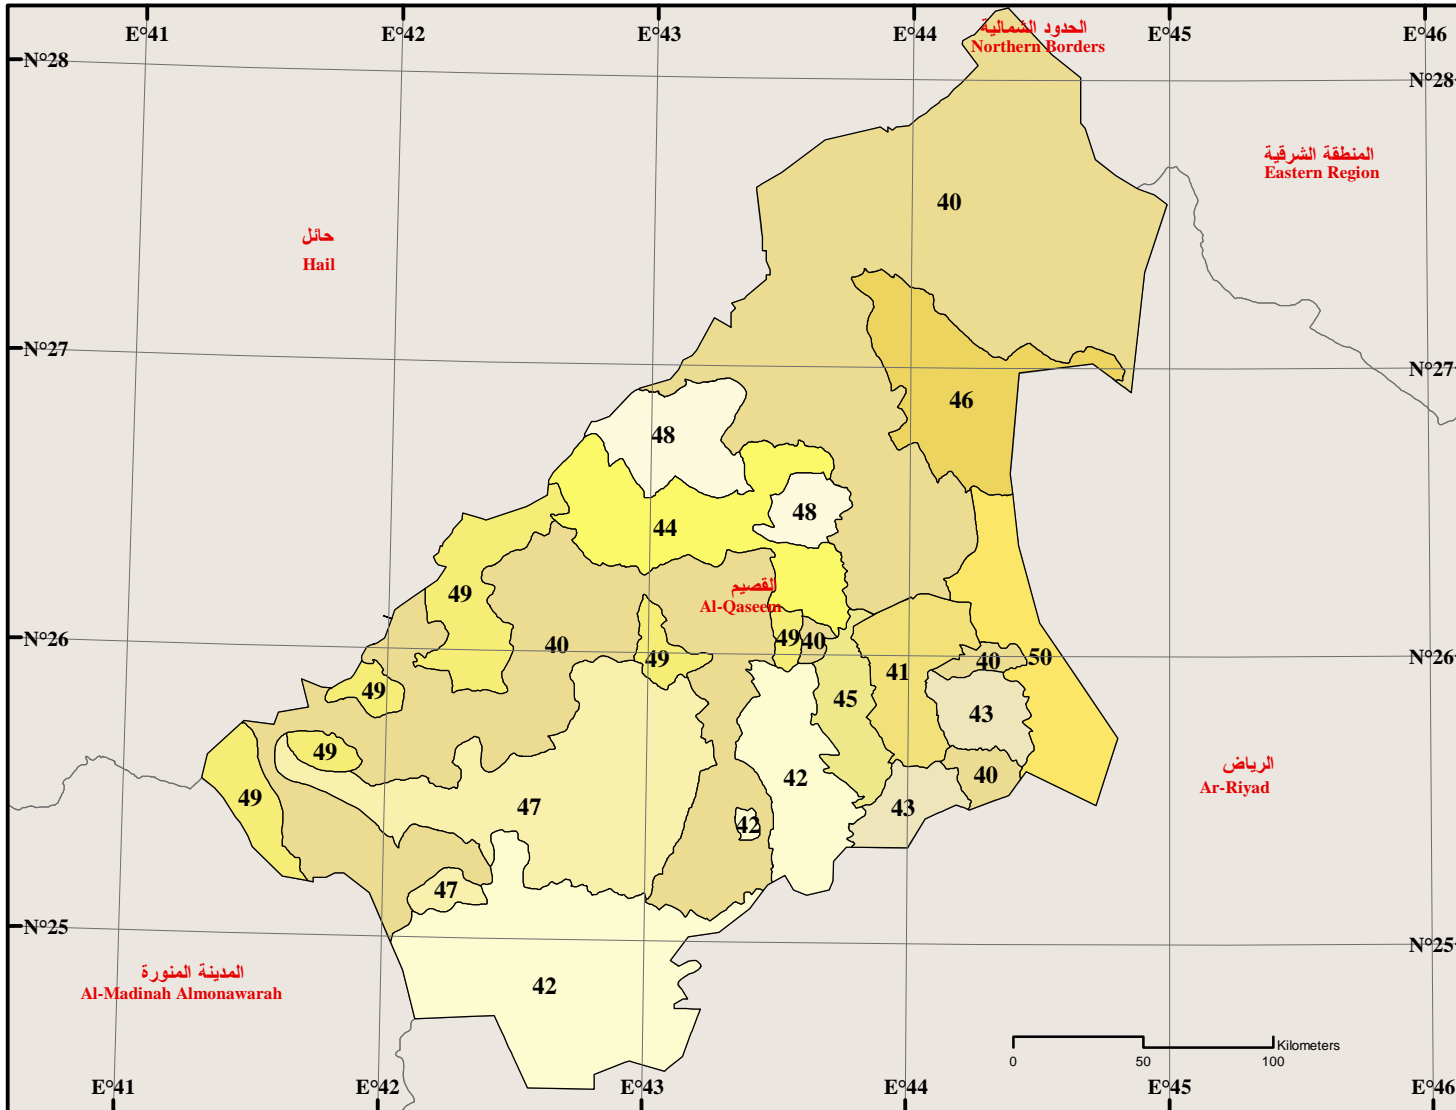 E°41 E°42 E°43 E°44 E°45 E°46
الحدود الشمالية
Northern Borders
N°28 N°28
المنطقة الشرقية
Eastern Region
40
حائل
Hail
N°27 N°27
46
48
48
44
القصيم
Al-Qaseem
49
N°26 N°26
40
49
49
40
40
50
41
49
45
43
49
الرياض
Ar-Riyad
40
42
49
47
43
42
47
N°25 N°25
المدينة المنورة
Al-Madinah Almonawarah
42
Kilometers
0 50 100
E°41 E°42 E°43 E°44 E°45 E°46